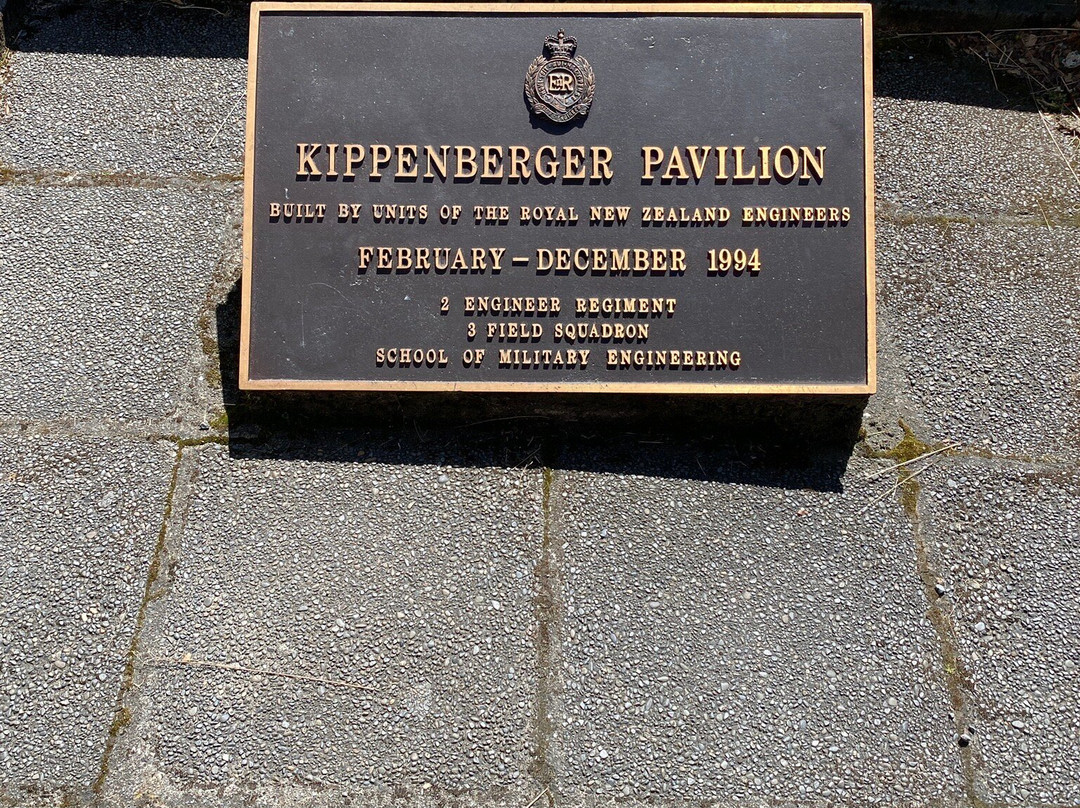 EIIR
KIPPENBERGER PAVILION
BUILT BY UNITS OF THE ROYAL NEW ZEALAND ENGINEERS
FEBRUARY – DECEMBER 1994
2 ENGINEER REGIMENT
3 FIELD SQUADRON
SCHOOL OF MILITARY ENGINEERING